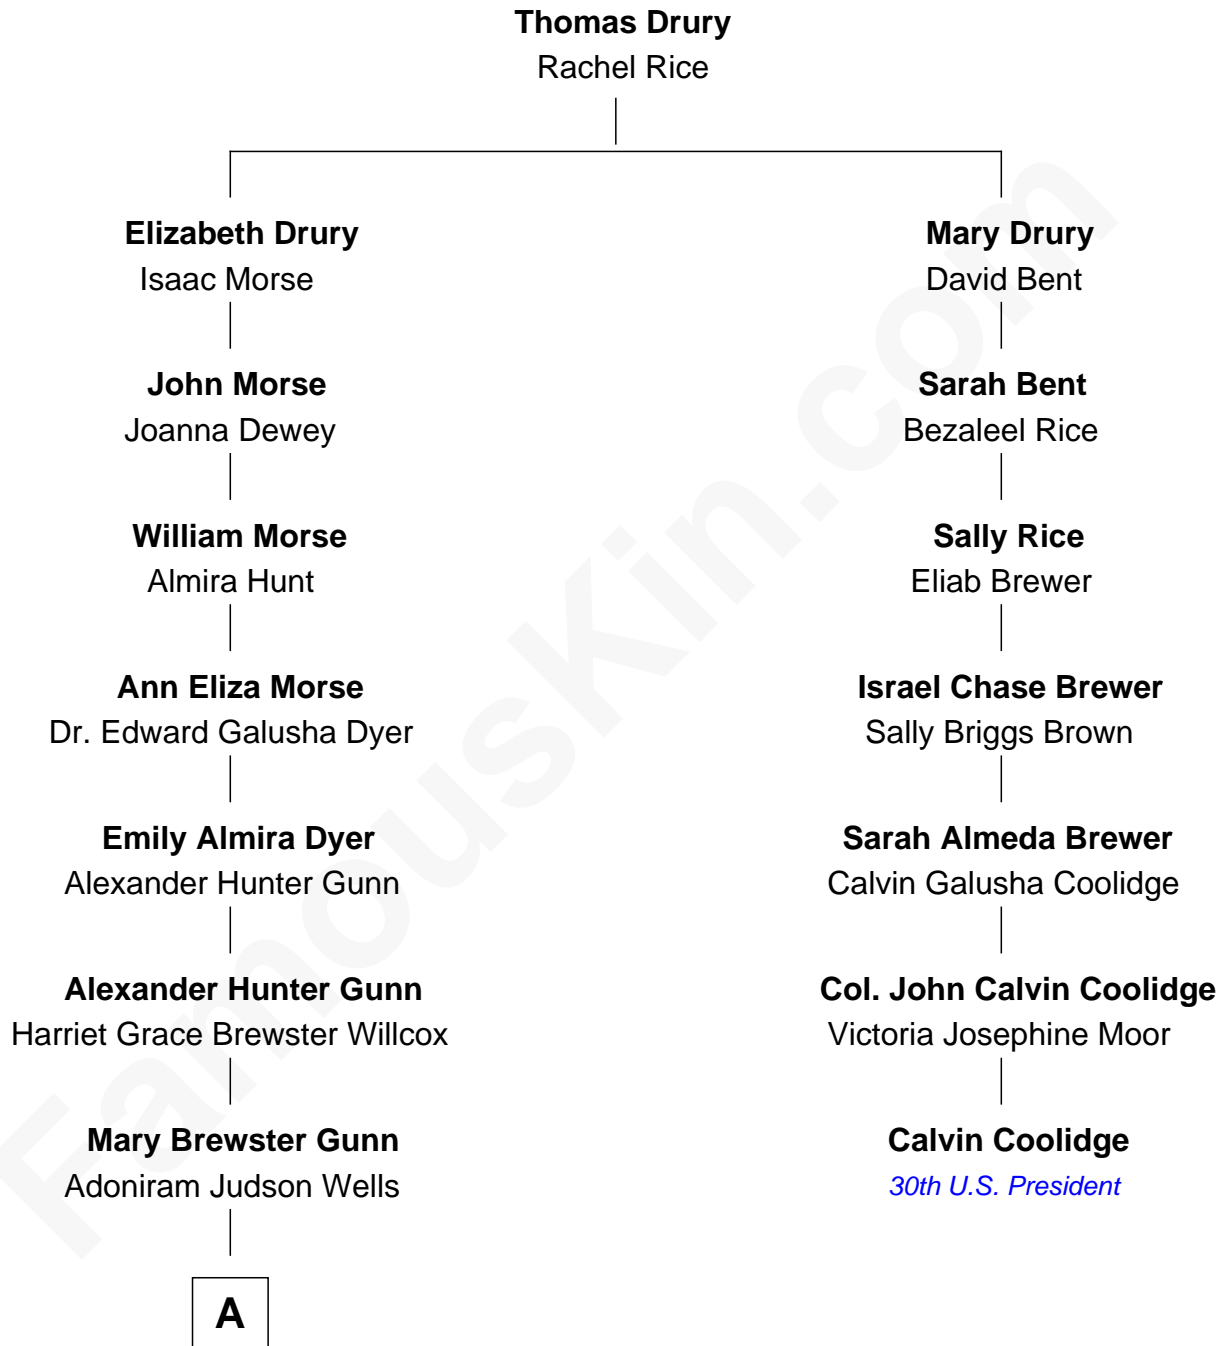 Thomas Drury
Rachel Rice
Elizabeth Drury
Isaac Morse
Mary Drury
David Bent
John Morse
Joanna Dewey
Sarah Bent
Bezaleel Rice
William Morse
Almira Hunt
Sally Rice
Eliab Brewer
Ann Eliza Morse
Dr. Edward Galusha Dyer
Israel Chase Brewer
Sally Briggs Brown
Emily Almira Dyer
Alexander Hunter Gunn
Sarah Almeda Brewer
Calvin Galusha Coolidge
Alexander Hunter Gunn
Harriet Grace Brewster Willcox
Col. John Calvin Coolidge
Victoria Josephine Moor
Mary Brewster Gunn
Adoniram Judson Wells
Calvin Coolidge
30th U.S. President
A
FamousKin.com